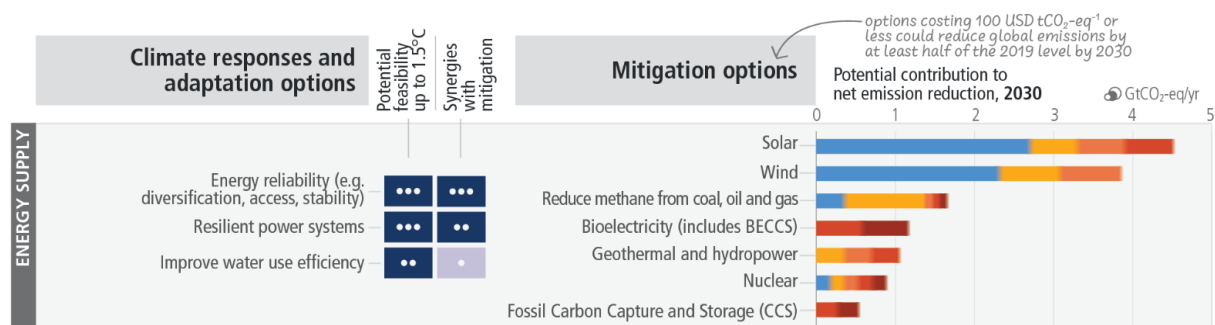 options costing 100 USD tCO₂-eq⁻¹ or
less could reduce global emissions by
at least half of the 2019 level by 2030
Climate responses and
adaptation options
Potential
feasibility
up to 1.5°C
Synergies
with
mitigation
Mitigation options
Potential contribution to
net emission reduction, 2030
GtCO₂-eq/yr
0 1 2 3 4 5
ENERGY SUPPLY
Energy reliability (e.g.
diversification, access, stability)
Resilient power systems
Improve water use efficiency
Solar
Wind
Reduce methane from coal, oil and gas
Bioelectricity (includes BECCS)
Geothermal and hydropower
Nuclear
Fossil Carbon Capture and Storage (CCS)